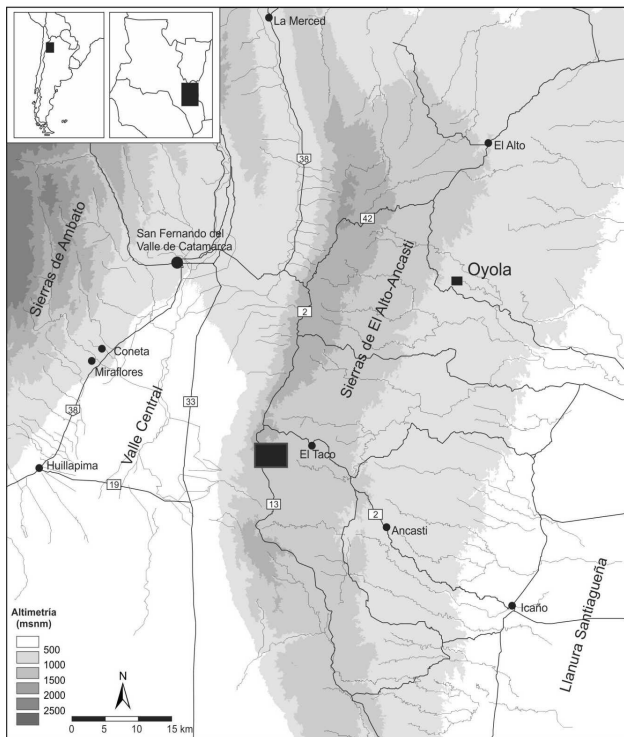 La Merced
38
El Alto
42
San Fernando del
Valle de Catamarca
Sierras de Ambato
Oyola
2
Sierras de El Alto-Ancasti
Coneta
Miraflores
Valle Central
33
38
Huillapima
19
El Taco
13
2
Ancasti
Icaño
Llanura Santiagueña
Altimetria
(msnm)
500
1000
1500
2000
2500
N
0 5 10 15 km